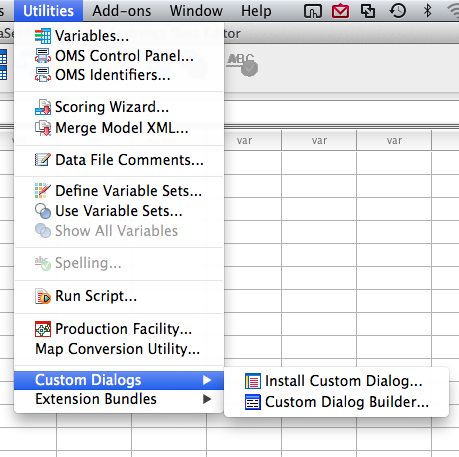 s Utilities Add-ons Window Help
Editor
Variables...
OMS Control Panel...
OMS Identifiers...
ABC
Scoring Wizard...
Merge Model XML...
var var var
Data File Comments...
Define Variable Sets...
Use Variable Sets...
Show All Variables
abc Spelling...
Run Script...
Production Facility...
Map Conversion Utility...
Custom Dialogs
Install Custom Dialog...
Extension Bundles
Custom Dialog Builder...